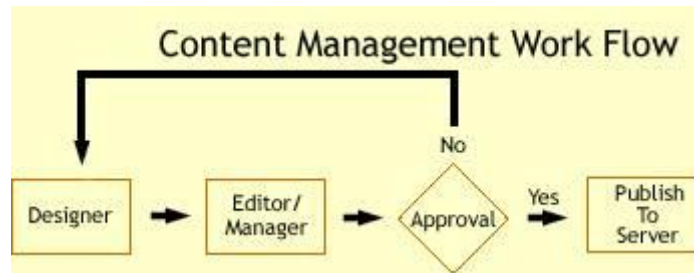 Content Management Work Flow
No
Designer
Editor/
Manager
Approval
Yes
Publish
To
Server